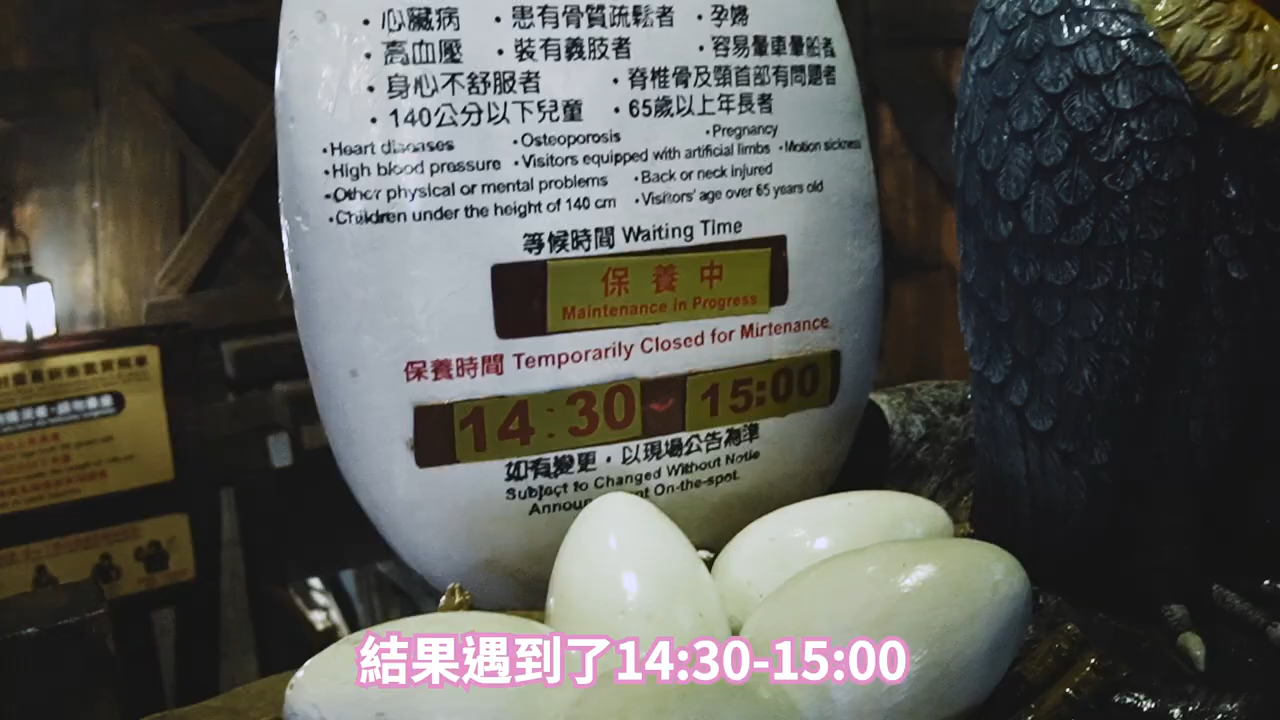 ・心臟病 ・患有骨質疏鬆者 ・孕婦
・高血壓 ・裝有義肢者 ・容易暈車暈船者
・身心不舒服者 ・脊椎骨及頸首部有問題者
・140公分以下兒童 ・65歲以上年長者
・Heart diseases ・Osteoporosis ・Pregnancy
・High blood pressure ・Visitors equipped with artificial limbs ・Motion sickness
・Other physical or mental problems ・Back or neck injured
・Children under the height of 140 cm ・Visitors' age over 65 years old
等候時間 Waiting Time
保養中
Maintenance in Progress
保養時間 Temporarily Closed for Mirtenance
14:30 ~ 15:00
如有變更，以現場公告為準
Subject to Changed Without Notie
On-the-spot.
結果遇到了14:30-15:00